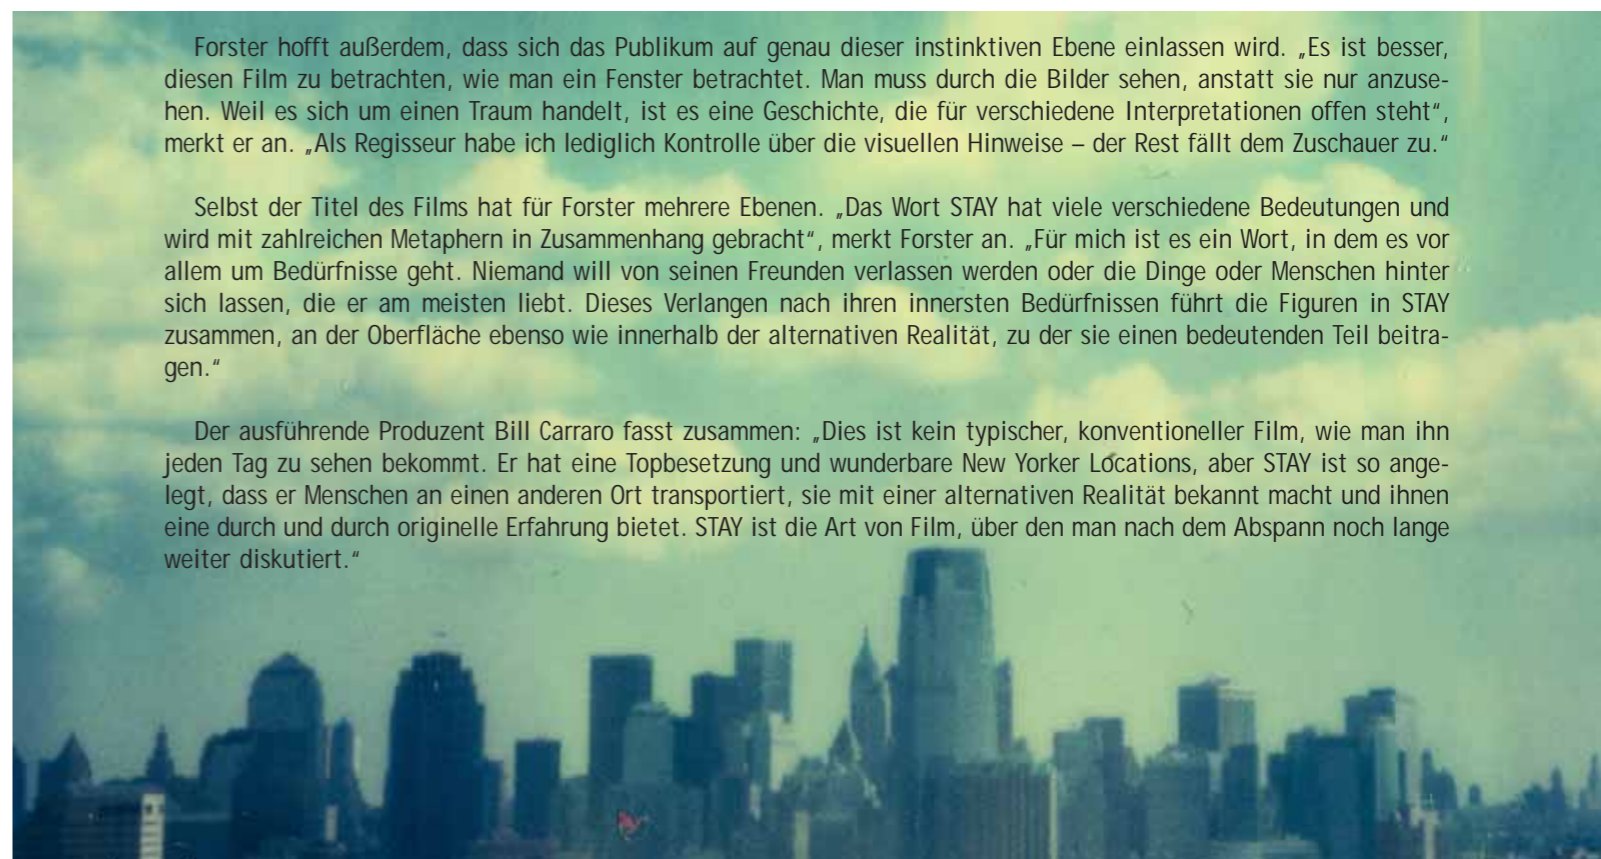 Forster hofft außerdem, dass sich das Publikum auf genau dieser instinktiven Ebene einlassen wird. „Es ist besser,
diesen Film zu betrachten, wie man ein Fenster betrachtet. Man muss durch die Bilder sehen, anstatt sie nur anzuse-
hen. Weil es sich um einen Traum handelt, ist es eine Geschichte, die für verschiedene Interpretationen offen steht“,
merkt er an. „Als Regisseur habe ich lediglich Kontrolle über die visuellen Hinweise – der Rest fällt dem Zuschauer zu.“
Selbst der Titel des Films hat für Forster mehrere Ebenen. „Das Wort STAY hat viele verschiedene Bedeutungen und
wird mit zahlreichen Metaphern in Zusammenhang gebracht“, merkt Forster an. „Für mich ist es ein Wort, in dem es vor
allem um Bedürfnisse geht. Niemand will von seinen Freunden verlassen werden oder die Dinge oder Menschen hinter
sich lassen, die er am meisten liebt. Dieses Verlangen nach ihren innersten Bedürfnissen führt die Figuren in STAY
zusammen, an der Oberfläche ebenso wie innerhalb der alternativen Realität, zu der sie einen bedeutenden Teil beitra-
gen.“
Der ausführende Produzent Bill Carraro fasst zusammen: „Dies ist kein typischer, konventioneller Film, wie man ihn
jeden Tag zu sehen bekommt. Er hat eine Topbesetzung und wunderbare New Yorker Locations, aber STAY ist so ange-
legt, dass er Menschen an einen anderen Ort transportiert, sie mit einer alternativen Realität bekannt macht und ihnen
eine durch und durch originelle Erfahrung bietet. STAY ist die Art von Film, über den man nach dem Abspann noch lange
weiter diskutiert.“